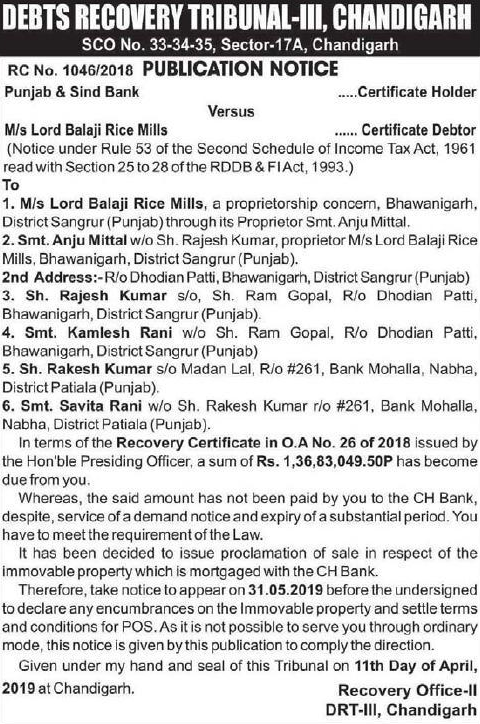 DEBTS RECOVERY TRIBUNAL-III, CHANDIGARH
SCO No. 33-34-35, Sector-17A, Chandigarh
RC No. 1046/2018 PUBLICATION NOTICE
Punjab & Sind Bank .....Certificate Holder
Versus
M/s Lord Balaji Rice Mills ...... Certificate Debtor
(Notice under Rule 53 of the Second Schedule of Income Tax Act, 1961
read with Section 25 to 28 of the RDDB & FI Act, 1993.)
To
1. M/s Lord Balaji Rice Mills, a proprietorship concern, Bhawanigarh,
District Sangrur (Punjab) through its Proprietor Smt. Anju Mittal.
2. Smt. Anju Mittal w/o Sh. Rajesh Kumar, proprietor M/s Lord Balaji Rice
Mills, Bhawanigarh, District Sangrur (Punjab).
2nd Address:- R/o Dhodian Patti, Bhawanigarh, District Sangrur (Punjab)
3. Sh. Rajesh Kumar s/o, Sh. Ram Gopal, R/o Dhodian Patti,
Bhawanigarh, District Sangrur (Punjab).
4. Smt. Kamlesh Rani w/o Sh. Ram Gopal, R/o Dhodian Patti,
Bhawanigarh, District Sangrur (Punjab)
5. Sh. Rakesh Kumar s/o Madan Lal, R/o #261, Bank Mohalla, Nabha,
District Patiala (Punjab).
6. Smt. Savita Rani w/o Sh. Rakesh Kumar r/o #261, Bank Mohalla,
Nabha, District Patiala (Punjab).
In terms of the Recovery Certificate in O.A No. 26 of 2018 issued by
the Hon'ble Presiding Officer, a sum of Rs. 1,36,83,049.50P has become
due from you.
Whereas, the said amount has not been paid by you to the CH Bank,
despite, service of a demand notice and expiry of a substantial period. You
have to meet the requirement of the Law.
It has been decided to issue proclamation of sale in respect of the
immovable property which is mortgaged with the CH Bank.
Therefore, take notice to appear on 31.05.2019 before the undersigned
to declare any encumbrances on the Immovable property and settle terms
and conditions for POS. As it is not possible to serve you through ordinary
mode, this notice is given by this publication to comply the direction.
Given under my hand and seal of this Tribunal on 11th Day of April,
2019 at Chandigarh. Recovery Office-II
DRT-III, Chandigarh